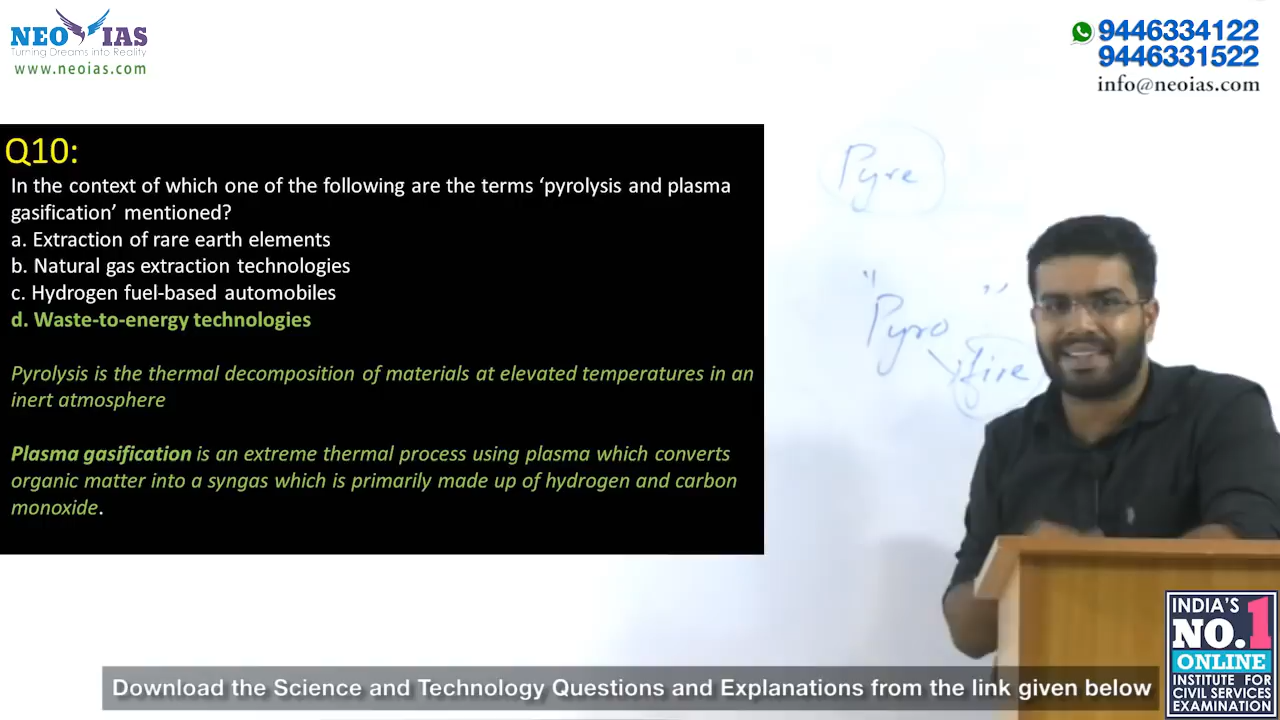 NEO IAS
Turning Dreams into Reality
www.neoias.com
9446334122
9446331522
info@neoias.com
Q10:
In the context of which one of the following are the terms ‘pyrolysis and plasma
gasification’ mentioned?
a. Extraction of rare earth elements
b. Natural gas extraction technologies
c. Hydrogen fuel-based automobiles
d. Waste-to-energy technologies
Pyrolysis is the thermal decomposition of materials at elevated temperatures in an
inert atmosphere
Plasma gasification is an extreme thermal process using plasma which converts
organic matter into a syngas which is primarily made up of hydrogen and carbon
monoxide.
Pyre
"Pyro"
fire
INDIA'S
NO.1
ONLINE
INSTITUTE FOR
CIVIL SERVICES
EXAMINATION
Download the Science and Technology Questions and Explanations from the link given below